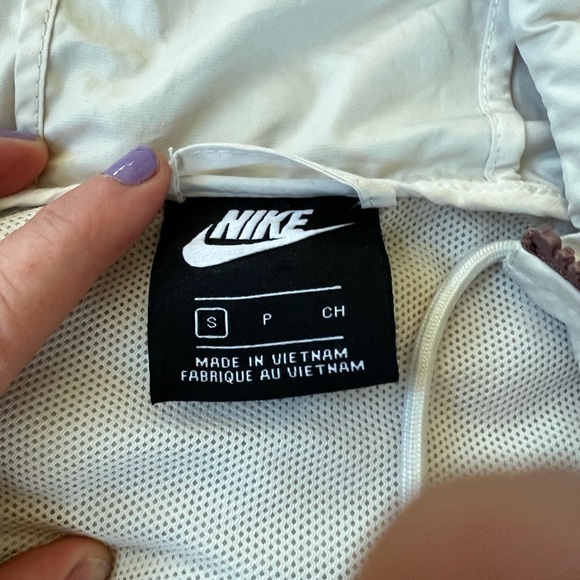 NIKE
S P CH
MADE IN VIETNAM
FABRIQUE AU VIETNAM